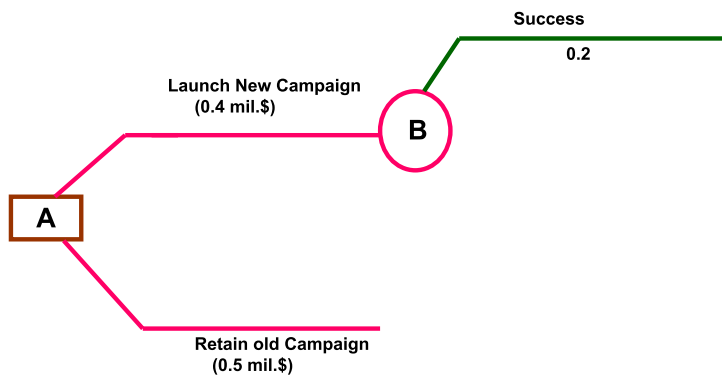 Success
0.2
Launch New Campaign
(0.4 mil.$)
B
A
Retain old Campaign
(0.5 mil.$)